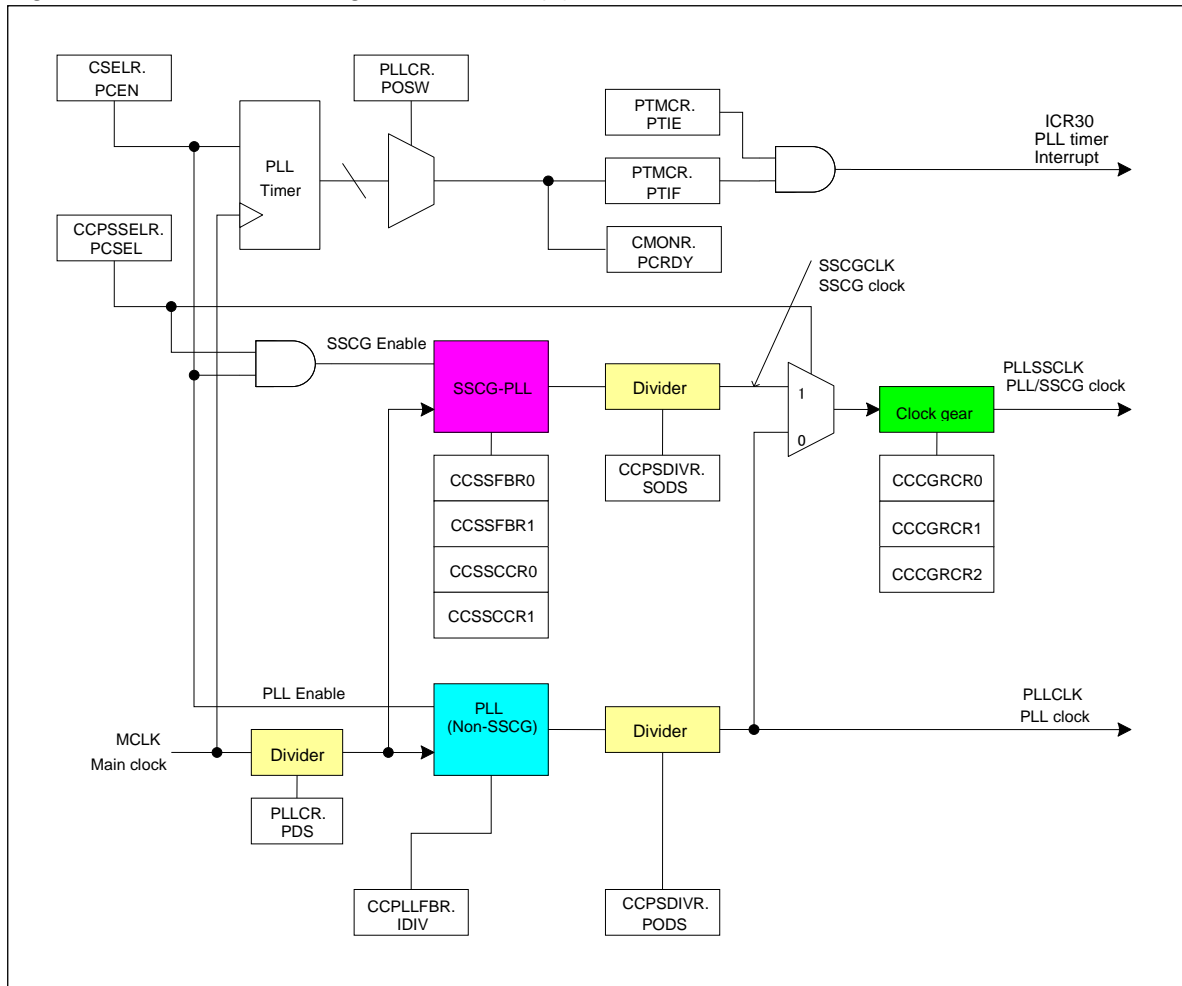 CSELR.
PCEN
PLLCR.
POSW
PLL
Timer
PTMCR.
PTIE
ICR30
PLL timer
Interrupt
PTMCR.
PTIF
CCPSSELR.
PCSEL
CMONR.
PCRDY
SSCGCLK
SSCG clock
SSCG Enable
SSCG-PLL
Divider
1
0
Clock gear
PLLSSCLK
PLL/SSCG clock
CCPSDIVR.
SODS
CCSSFBR0
CCSSFBR1
CCSSCCR0
CCSSCCR1
CCCGRCR0
CCCGRCR1
CCCGRCR2
PLL Enable
PLL
(Non-SSCG)
Divider
PLLCLK
PLL clock
MCLK
Main clock
Divider
PLLCR.
PDS
CCPLLFBR.
IDIV
CCPSDIVR.
PODS